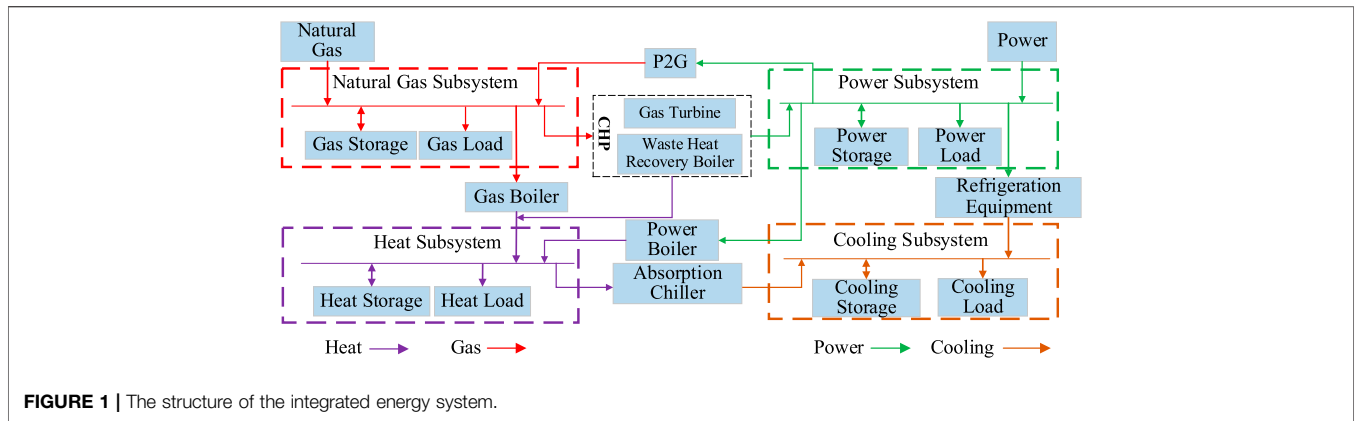 Natural
Gas
Power
P2G
Natural Gas Subsystem
Power Subsystem
Gas Turbine
CHP
Waste Heat
Recovery Boiler
Gas Storage
Gas Load
Power
Storage
Power
Load
Gas Boiler
Refrigeration
Equipment
Heat Subsystem
Power
Boiler
Cooling Subsystem
Absorption
Chiller
Heat Storage
Heat Load
Cooling
Storage
Cooling
Load
Heat
Gas
Power
Cooling
FIGURE 1 | The structure of the integrated energy system.